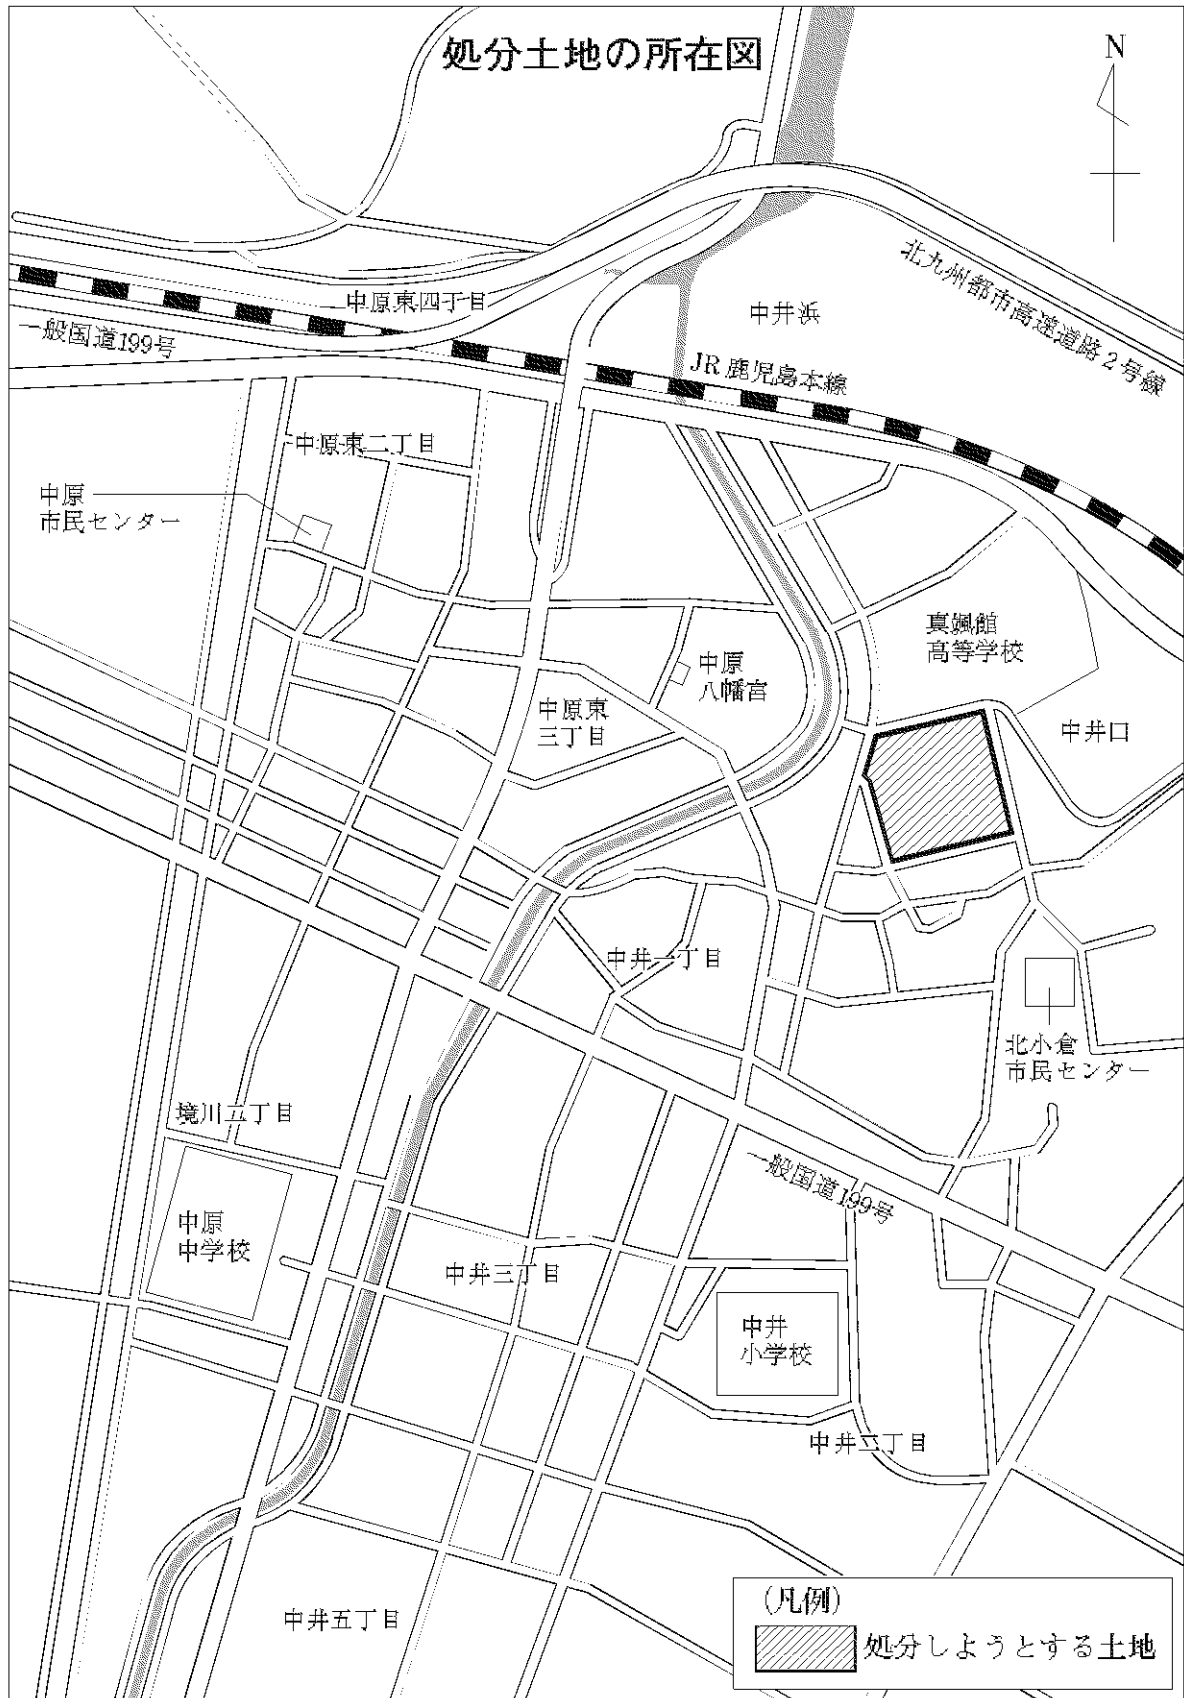 処分土地の所在図
N
北九州都市高速道路2号線
中原東四丁目
中井浜
一般国道199号
JR鹿児島本線
中原東二丁目
中原
市民センター
真颯館
高等学校
中原
八幡宮
中原東
三丁目
中井口
中井一丁目
北小倉
市民センター
境川二丁目
一般国道199号
中原
中学校
中井三丁目
中井
小学校
中井二丁目
中井五丁目
(凡例)
処分しようとする土地